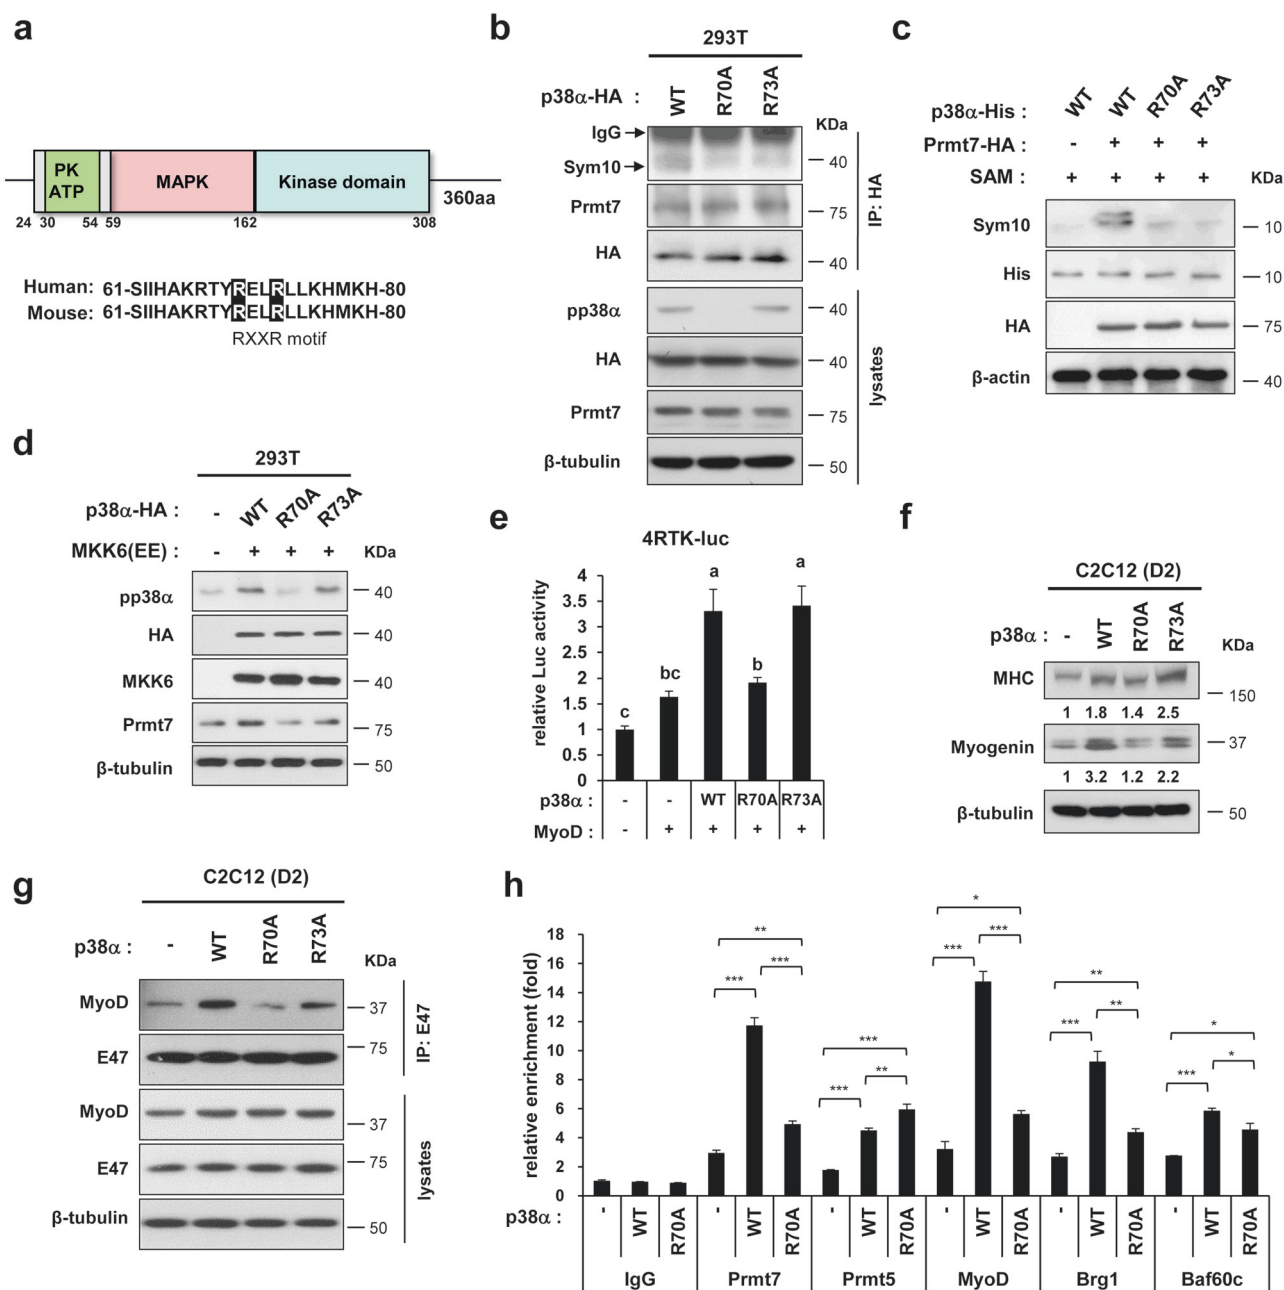 a
PK
ATP
MAPK
Kinase domain
360aa
24 30 54 59 162 308
Human: 61-SIIHAKRTYRELRLLKHMKH-80
Mouse: 61-SIIHAKRTYRELRLLKHMKH-80
RXXR motif
b
293T
p38α-HA : WT R70A R73A
KDa
IgG
Sym10
40
Prmt7
75
HA
40
IP: HA
pp38α
40
HA
40
Prmt7
75
β-tubulin
50
lysates
c
p38α-His : WT WT R70A R73A
Prmt7-HA : - + + +
SAM : + + + +
KDa
Sym10
10
His
10
HA
75
β-actin
40
d
293T
p38α-HA : - WT R70A R73A
MKK6(EE) : - + + +
KDa
pp38α
40
HA
40
MKK6
40
Prmt7
75
β-tubulin
50
e
4RTK-luc
relative Luc activity
4
3.5
3
2.5
2
1.5
1
0.5
0
c bc a b a
p38α : - - WT R70A R73A
MyoD : - + + + +
f
C2C12 (D2)
p38α : - WT R70A R73A
KDa
MHC
150
1 1.8 1.4 2.5
Myogenin
37
1 3.2 1.2 2.2
β-tubulin
50
g
C2C12 (D2)
p38α : - WT R70A R73A
KDa
MyoD
37
E47
75
IP: E47
MyoD
37
E47
75
β-tubulin
50
lysates
h
relative enrichment (fold)
18
16
14
12
10
8
6
4
2
0
** *** ***
*** ** ***
* *** ***
** ** ***
* * ***
p38α : - WT R70A - WT R70A - WT R70A - WT R70A - WT R70A - WT R70A
IgG Prmt7 Prmt5 MyoD Brg1 Baf60c